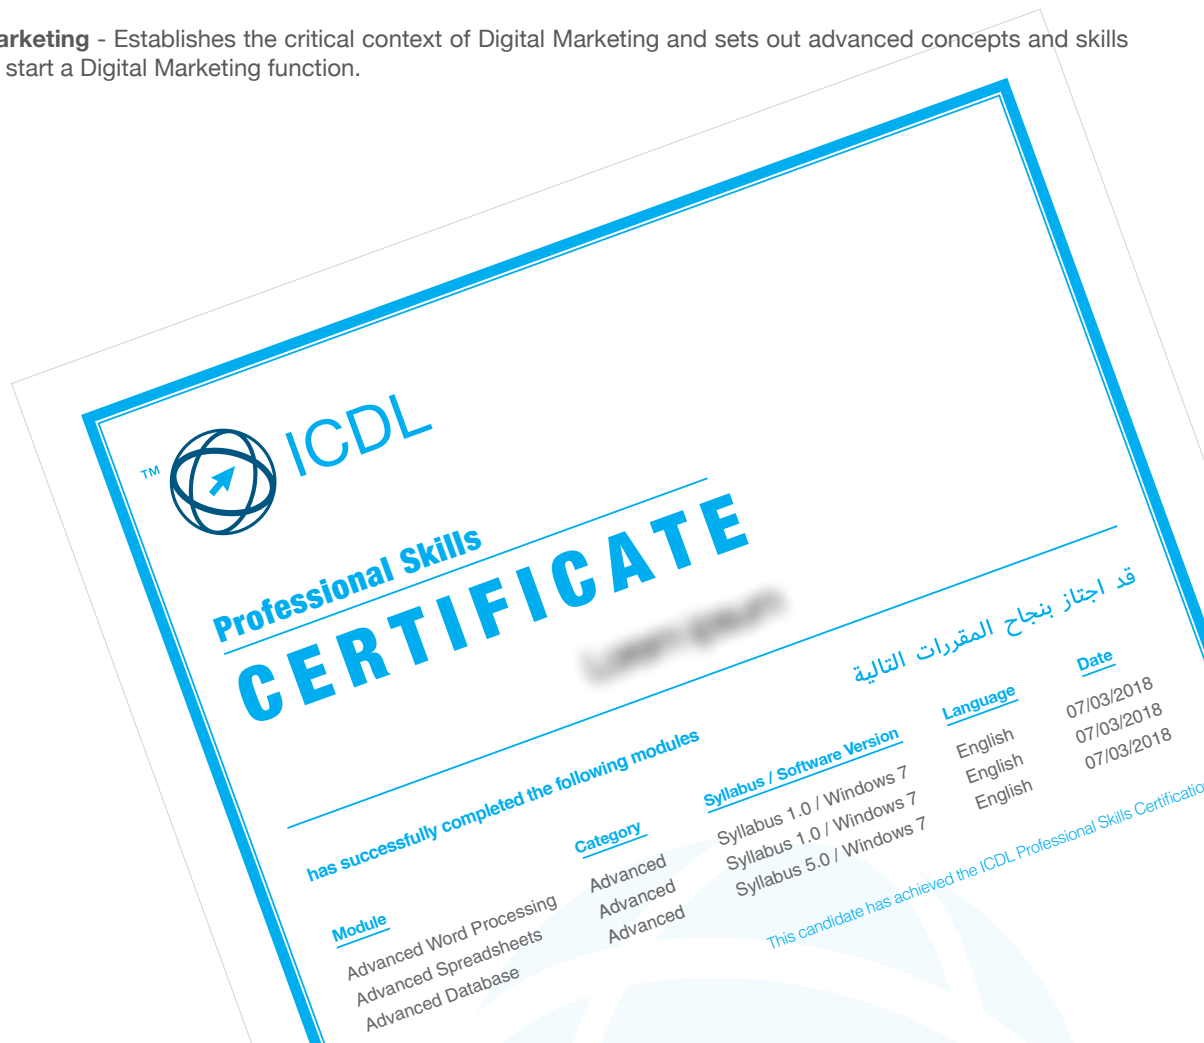 arketing - Establishes the critical context of Digital Marketing and sets out advanced concepts and skills
start a Digital Marketing function.
TM
ICDL
Professional Skills
CERTIFICATE
قد اجتاز بنجاح المقررات التالية
has successfully completed the following modules
Module Category Syllabus / Software Version Language Date
Advanced Word Processing Advanced Syllabus 1.0 / Windows 7 English 07/03/2018
Advanced Spreadsheets Advanced Syllabus 1.0 / Windows 7 English 07/03/2018
Advanced Database Advanced Syllabus 5.0 / Windows 7 English 07/03/2018
This candidate has achieved the ICDL Professional Skills Certificatio